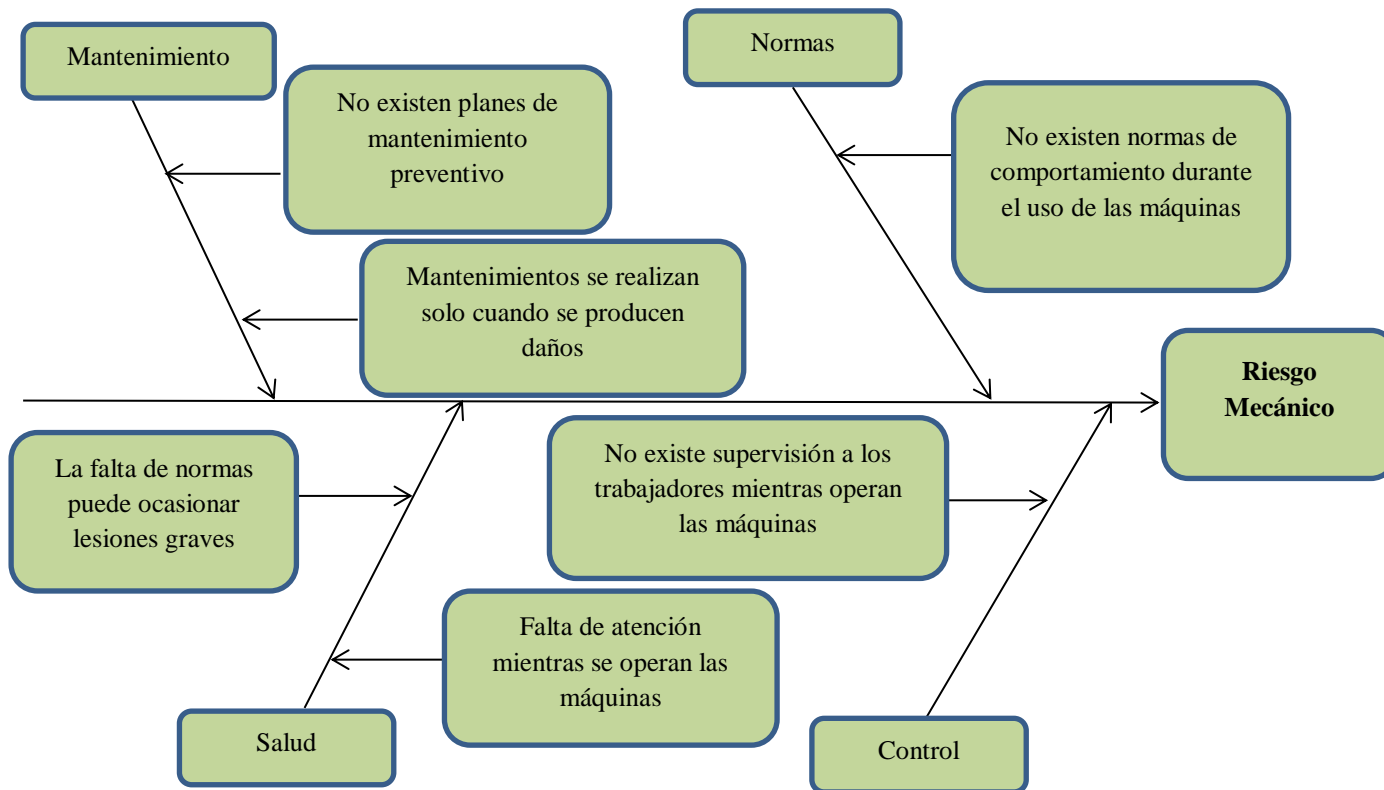 Mantenimiento
Normas
No existen planes de
mantenimiento
preventivo
No existen normas de
comportamiento durante
el uso de las máquinas
Mantenimientos se realizan
solo cuando se producen
daños
Riesgo
Mecánico
La falta de normas
puede ocasionar
lesiones graves
No existe supervisión a los
trabajadores mientras operan
las máquinas
Falta de atención
mientras se operan las
máquinas
Salud
Control